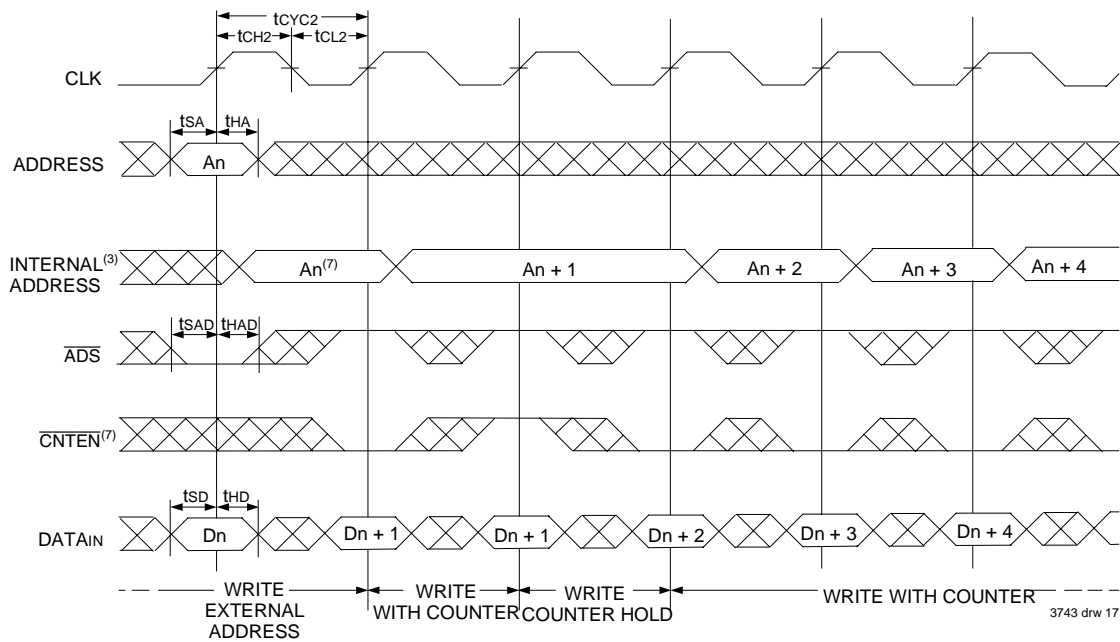 tCYC2
tCH2 tCL2
CLK
tSA tHA
ADDRESS An
INTERNAL(3) An(7) An + 1 An + 2 An + 3 An + 4
ADDRESS
tSAD tHAD
ADS
CNTEN(7)
tSD tHD
DATAIN Dn Dn + 1 Dn + 1 Dn + 2 Dn + 3 Dn + 4
WRITE WRITE WRITE WRITE WITH COUNTER
EXTERNAL WITH COUNTER COUNTER HOLD
ADDRESS
3743 drw 17